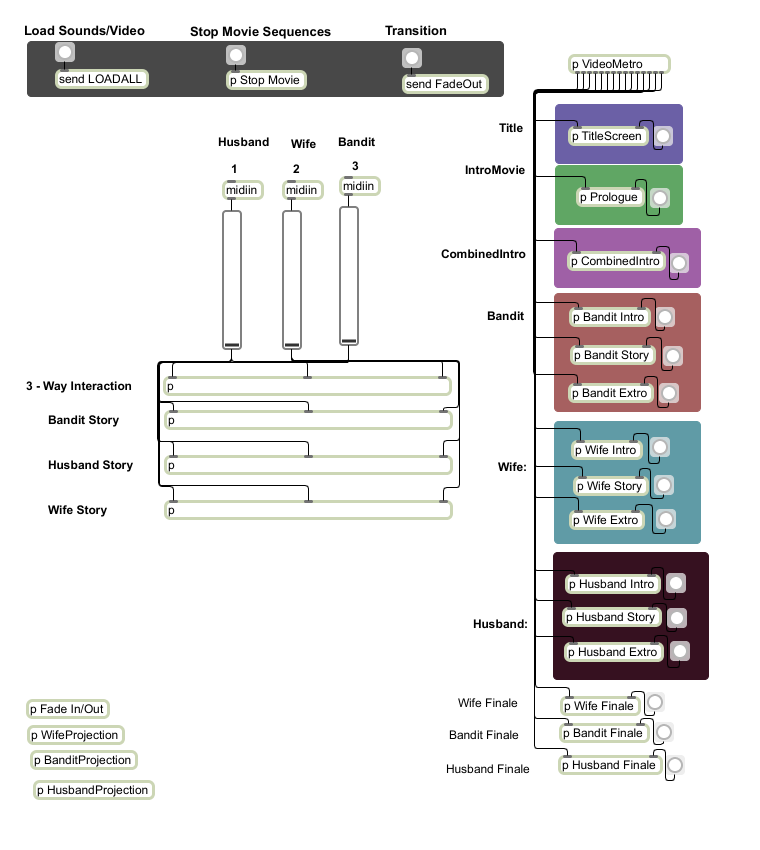 Load Sounds/Video
Stop Movie Sequences
Transition
send LOADALL
p Stop Movie
send FadeOut
p VideoMetro
Husband
Wife
Bandit
1
2
3
midiin
midiin
midiin
3 - Way Interaction
p
Bandit Story
p
Husband Story
p
Wife Story
p
Title
p TitleScreen
IntroMovie
p Prologue
CombinedIntro
p CombinedIntro
Bandit
p Bandit Intro
p Bandit Story
p Bandit Extro
Wife:
p Wife Intro
p Wife Story
p Wife Extro
Husband:
p Husband Intro
p Husband Story
p Husband Extro
Wife Finale
p Wife Finale
Bandit Finale
p Bandit Finale
Husband Finale
p Husband Finale
p Fade In/Out
p WifeProjection
p BanditProjection
p HusbandProjection